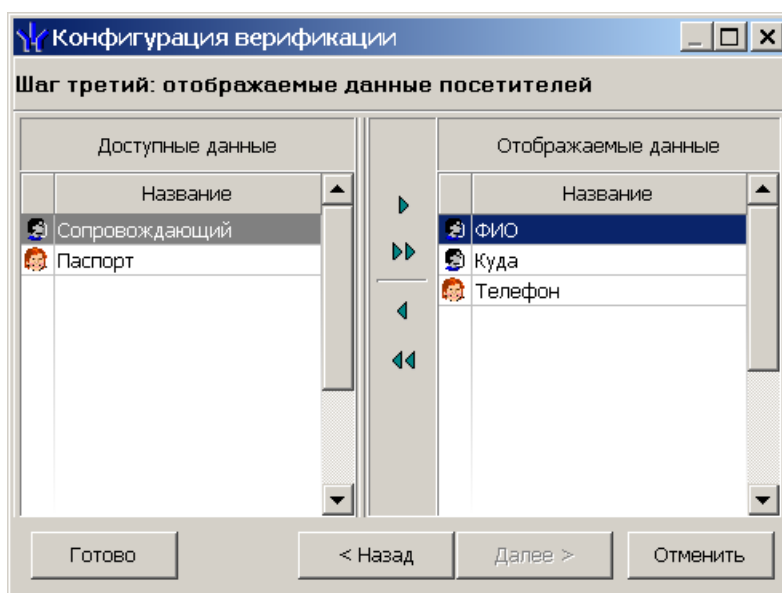 Конфигурация верификации
Шаг третий: отображаемые данные посетителей
Доступные данные
Отображаемые данные
Название
Название
Сопровождающий
ФИО
Паспорт
Куда
Телефон
Готово
< Назад
Далее >
Отменить